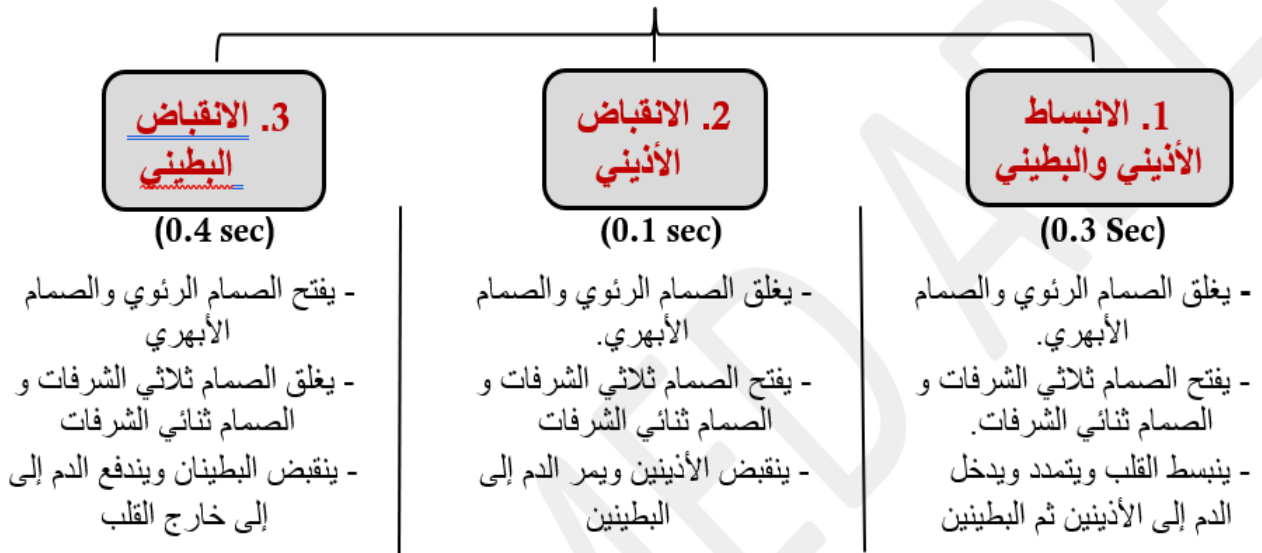 1. الانبساط
الأذيني والبطيني
(0.3 Sec)
- يغلق الصمام الرئوي والصمام
الأبهري.
- يفتح الصمام ثلاثي الشرفات و
الصمام ثنائي الشرفات.
- ينبسط القلب ويتمدد ويدخل
الدم إلى الأذينين ثم البطينين
2. الانقباض
الأذيني
(0.1 sec)
- يغلق الصمام الرئوي والصمام
الأبهري.
- يفتح الصمام ثلاثي الشرفات و
الصمام ثنائي الشرفات
- ينقبض الأذينين ويمر الدم إلى
البطينين
3. الانقباض
البطيني
(0.4 sec)
- يفتح الصمام الرئوي والصمام
الأبهري
- يغلق الصمام ثلاثي الشرفات و
الصمام ثنائي الشرفات
- ينقبض البطينان ويندفع الدم إلى
إلى خارج القلب